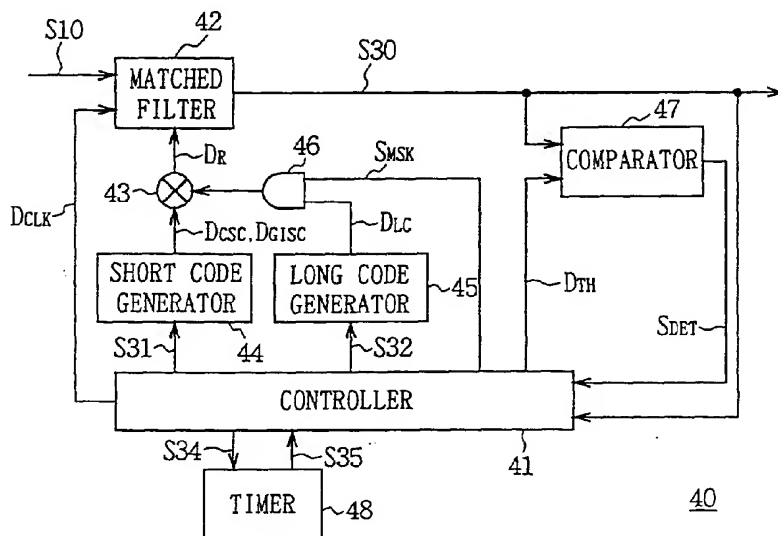 S10
42
MATCHED
FILTER
S30
47
COMPARATOR
DR
46
SMSK
43
DCLK
DCSC, DGISC
DLC
SHORT CODE
GENERATOR
LONG CODE
GENERATOR
45
DTH
SDET
S31
44
S32
CONTROLLER
41
S34
S35
TIMER
48
40